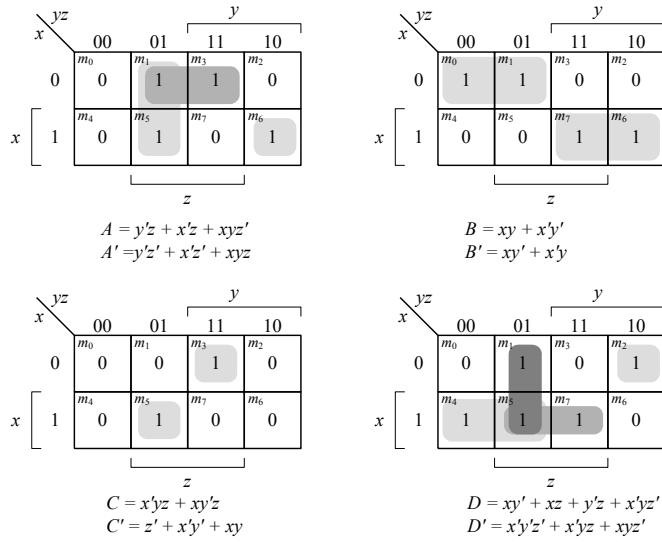 y
yz
x
00 01 11 10
m0 m1 m3 m2
0 0 1 1 0
m4 m5 m7 m6
x 1 0 1 0 1
z
A = y'z + x'z + xyz'
A' =y'z' + x'z' + xyz
y
yz
x
00 01 11 10
m0 m1 m3 m2
0 1 1 0 0
m4 m5 m7 m6
x 1 0 0 1 1
z
B = xy + x'y'
B' = xy' + x'y
y
yz
x
00 01 11 10
m0 m1 m3 m2
0 0 0 1 0
m4 m5 m7 m6
x 1 0 1 0 0
z
C = x'yz + xy'z
C' = z' + x'y' + xy
y
yz
x
00 01 11 10
m0 m1 m3 m2
0 0 1 0 1
m4 m5 m7 m6
x 1 1 1 1 0
z
D = xy' + xz + y'z + x'yz'
D' = x'y'z' + x'yz + xyz'